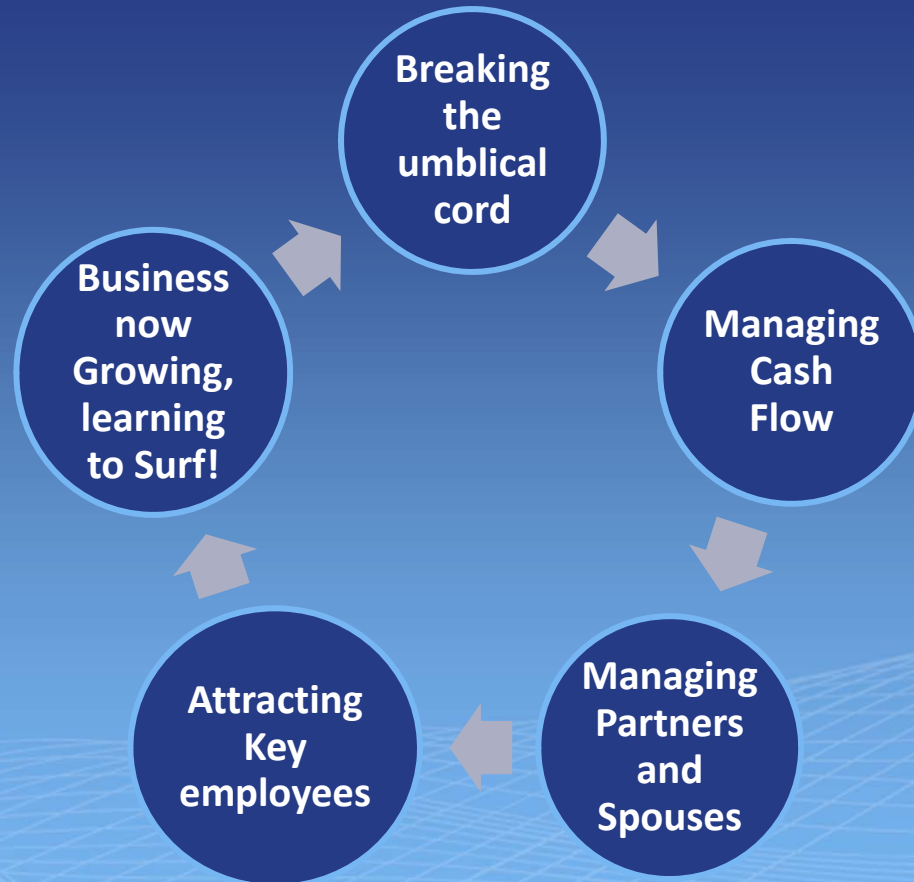 Breaking
the
umblical
cord
Managing
Cash
Flow
Managing
Partners
and
Spouses
Attracting
Key
employees
Business
now
Growing,
learning
to Surf!